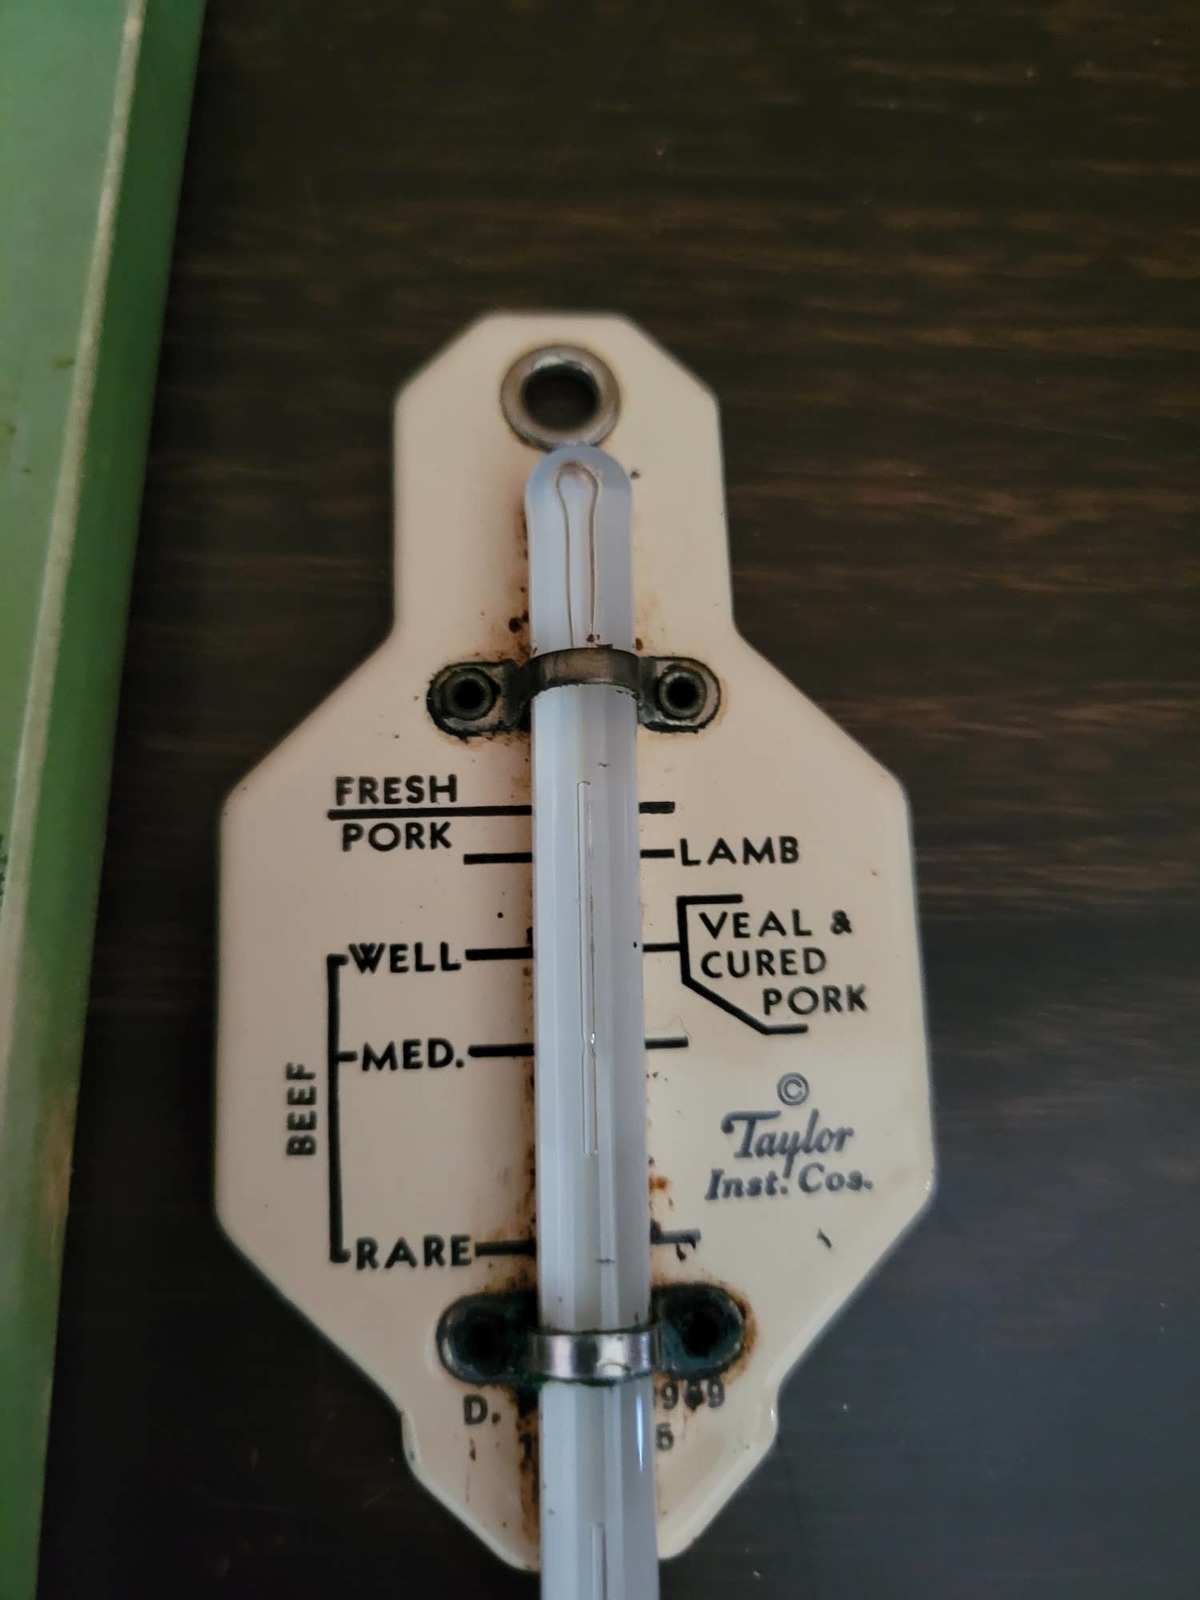 FRESH
PORK
LAMB
WELL
VEAL &
CURED
PORK
MED.
BEEF
©
Taylor
Inst. Cos.
RARE
D.